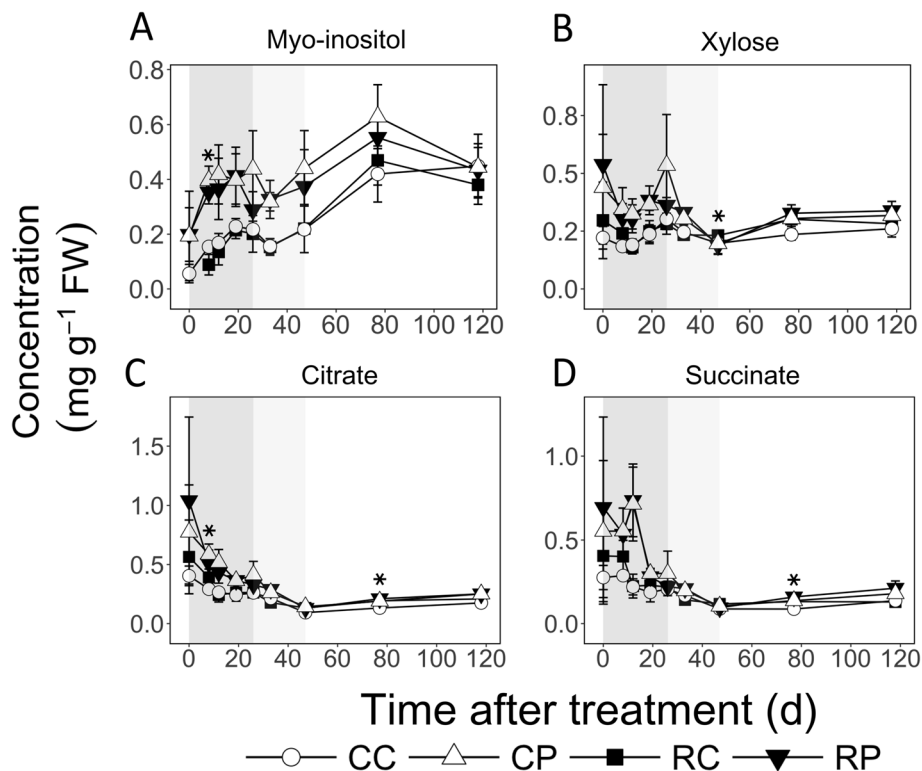 A
Myo-inositol
B
Xylose
0.8
0.6
0.4
0.2
0.0
*
0 20 40 60 80 100 120
0.8
0.5
0.2
0.0
*
0 20 40 60 80 100 120
C
Citrate
D
Succinate
1.5
1.0
0.5
0.0
*
*
0 20 40 60 80 100 120
1.0
0.5
0.0
*
0 20 40 60 80 100 120
Concentration
(mg g⁻¹ FW)
Time after treatment (d)
CC CP RC RP